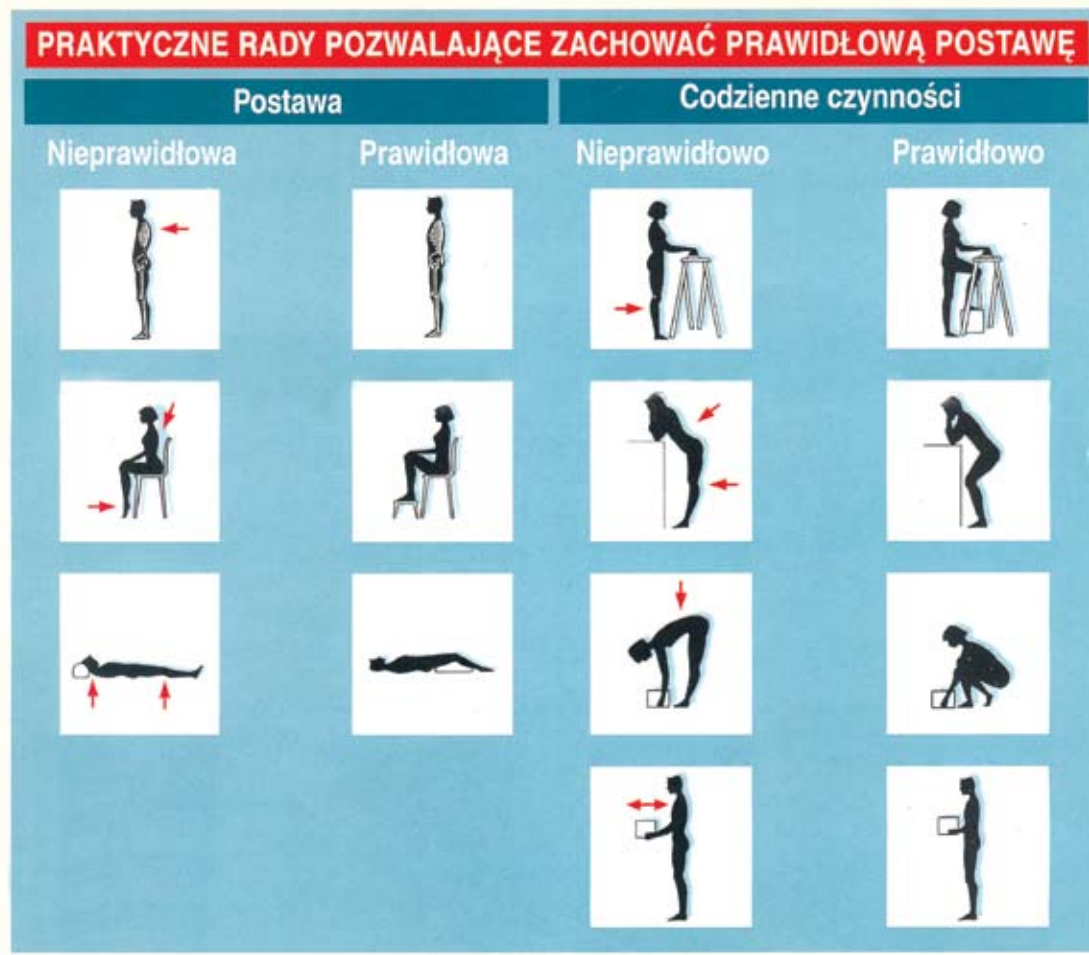 PRAKTYCZNE RADY POZWALAJĄCE ZACHOWAĆ PRAWIDŁOWĄ POSTAWĘ
Postawa
Codzienne czynności
Nieprawidłowa
Prawidłowa
Nieprawidłowo
Prawidłowo